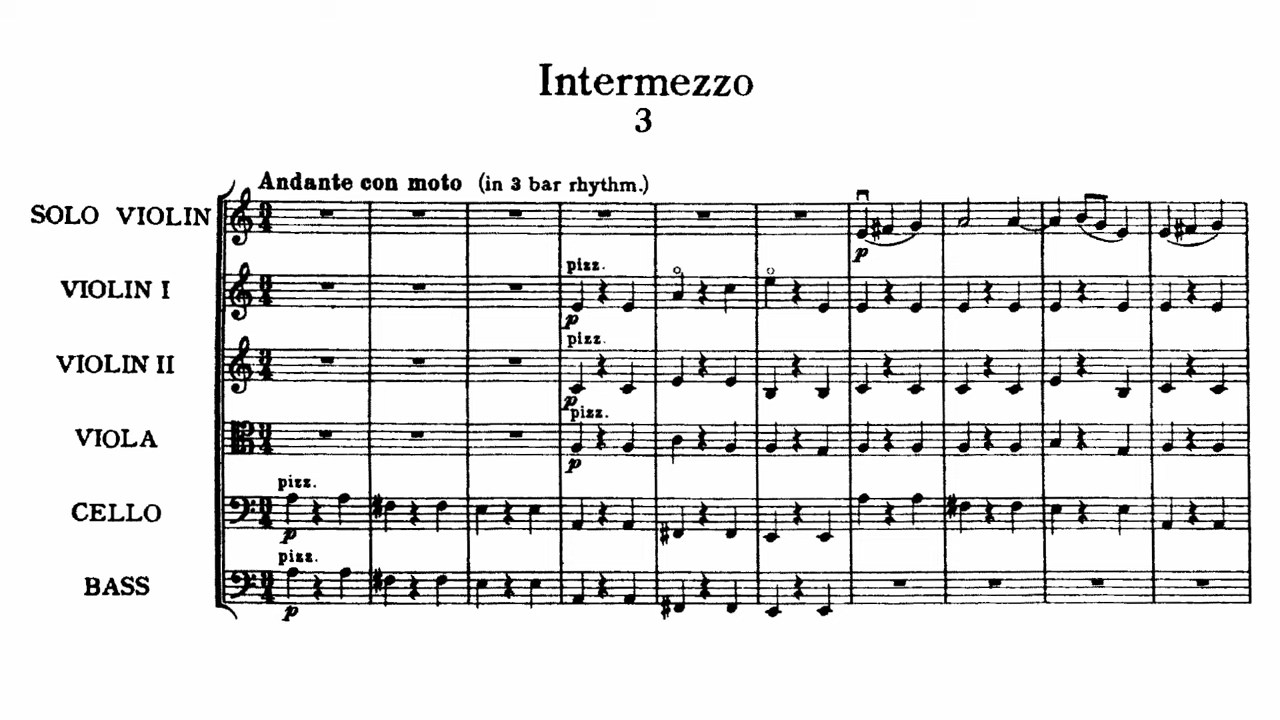 Intermezzo
3
Andante con moto (in 3 bar rhythm.)
SOLO VIOLIN
p
pizz.
VIOLIN I
p
pizz.
VIOLIN II
p
pizz.
VIOLA
p
pizz.
CELLO
p
pizz.
BASS
p